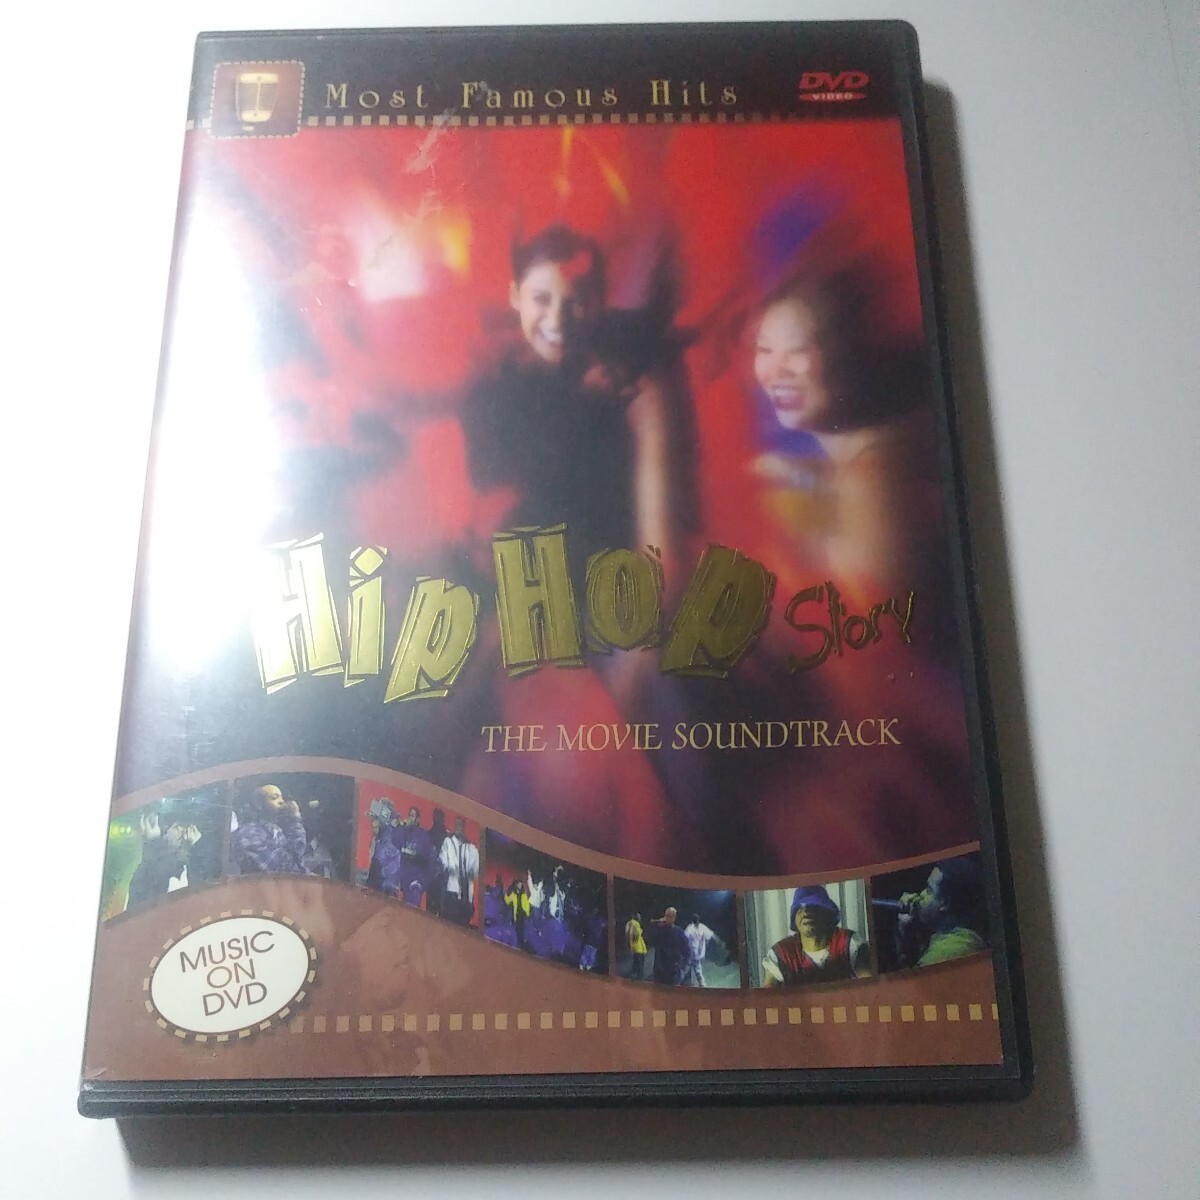 Most Famous Hits
DVD
VIDEO
Hip Hop Story
THE MOVIE SOUNDTRACK
MUSIC
ON
DVD